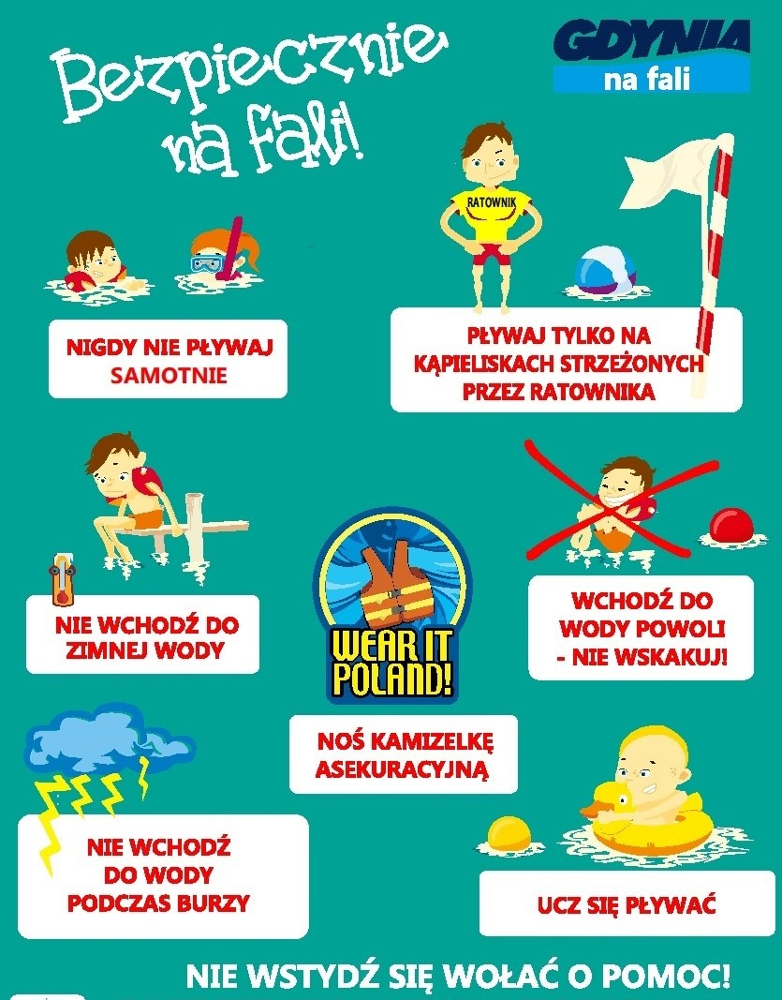 Bezpiecznie
na fali!
GDYNIA
na fali
RATOWNIK
NIGDY NIE PŁYWAJ
SAMOTNIE
PŁYWAJ TYLKO NA
KĄPIELISKACH STRZEŻONYCH
PRZEZ RATOWNIKA
NIE WCHODŹ DO
ZIMNEJ WODY
WEAR IT
POLAND!
WCHODŹ DO
WODY POWOLI
- NIE WSKAKUJ!
NOŚ KAMIZELKĘ
ASEKURACYJNĄ
NIE WCHODŹ
DO WODY
PODCZAS BURZY
UCZ SIĘ PŁYWAĆ
NIE WSTYDŹ SIĘ WOŁAĆ O POMOC!